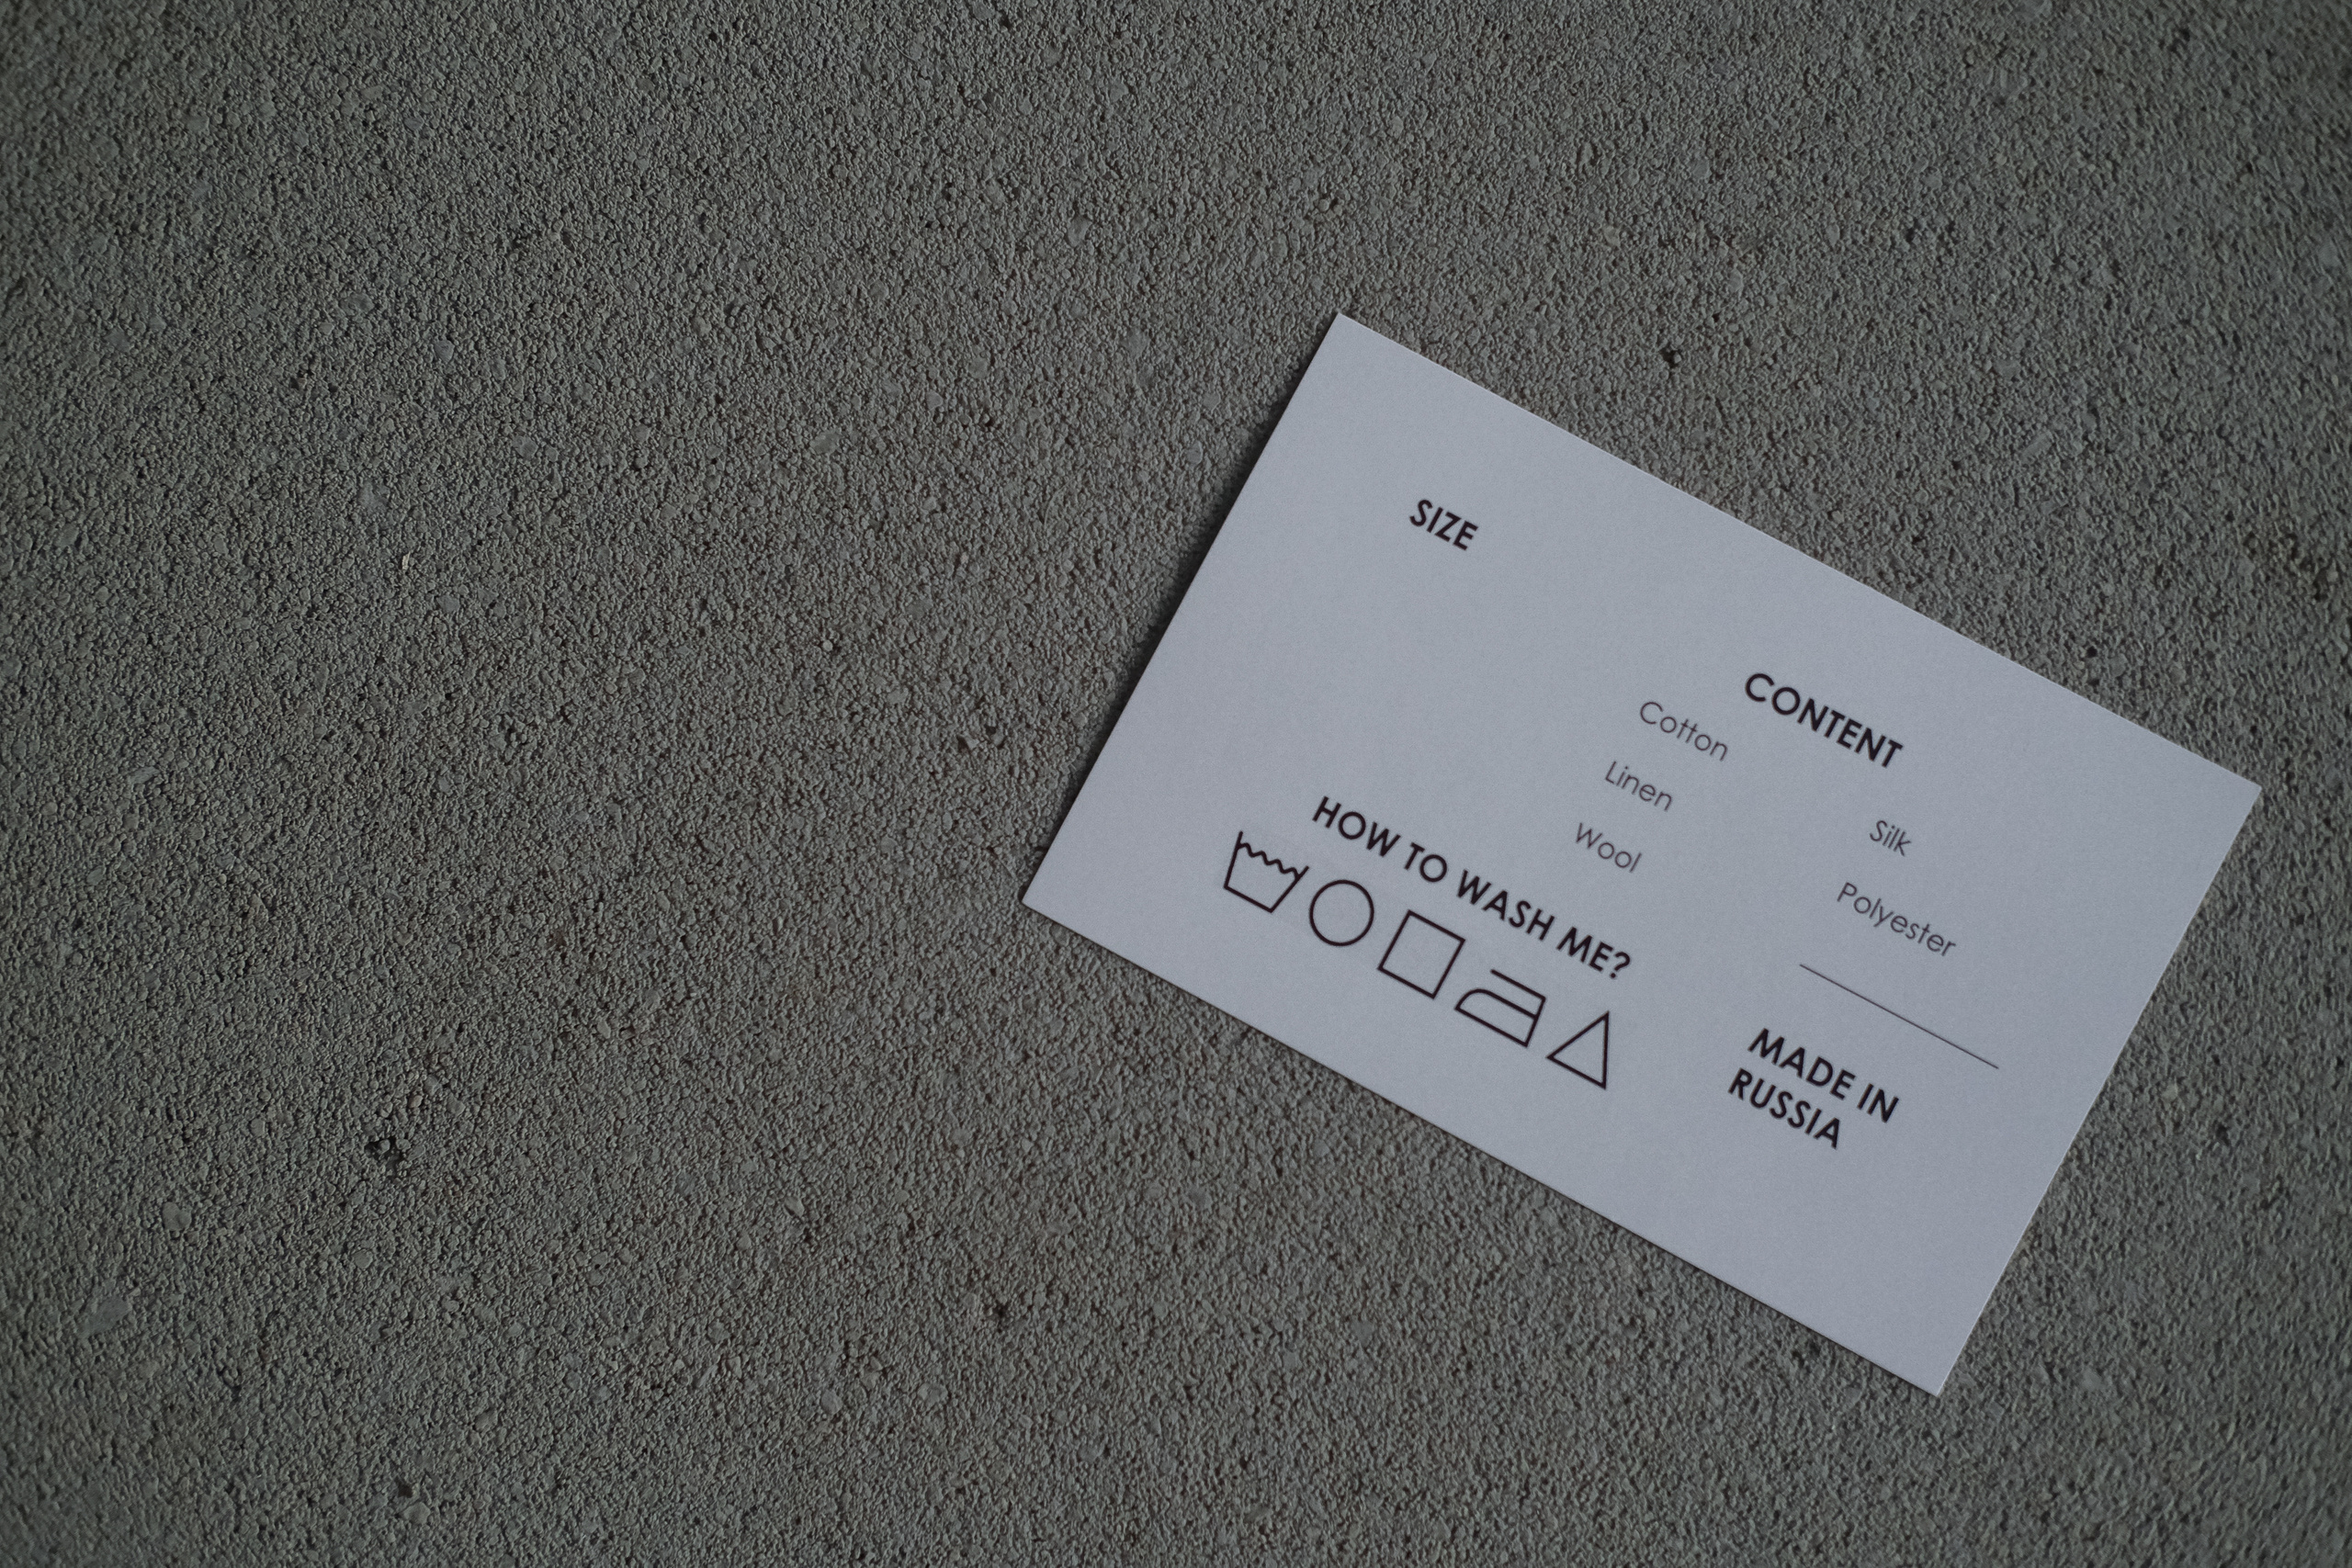 SIZE
CONTENT
Cotton
Linen
Wool
Silk
Polyester
HOW TO WASH ME?
MADE IN
RUSSIA